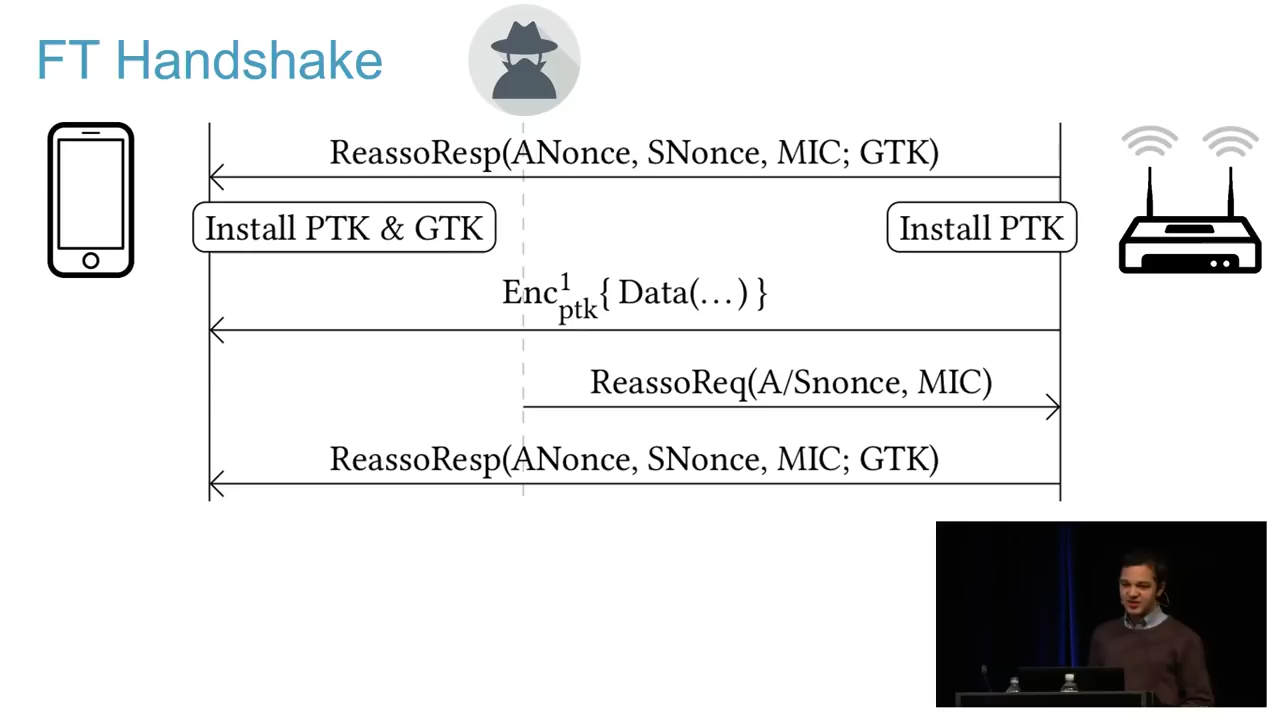 FT Handshake
ReassoResp(ANonce, SNonce, MIC; GTK)
Install PTK & GTK
Install PTK
Enc¹ptk{ Data(…) }
ReassoReq(A/Snonce, MIC)
ReassoResp(ANonce, SNonce, MIC; GTK)